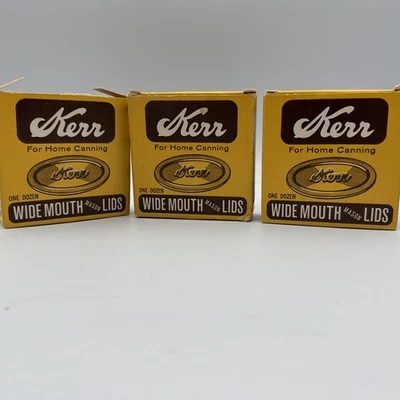 Kerr
For Home Canning
Kerr
ONE DOZEN
WIDE MOUTH MASON LIDS
Kerr
For Home Canning
Kerr
ONE DOZEN
WIDE MOUTH MASON LIDS
Kerr
For Home Canning
Kerr
ONE DOZEN
WIDE MOUTH MASON LIDS